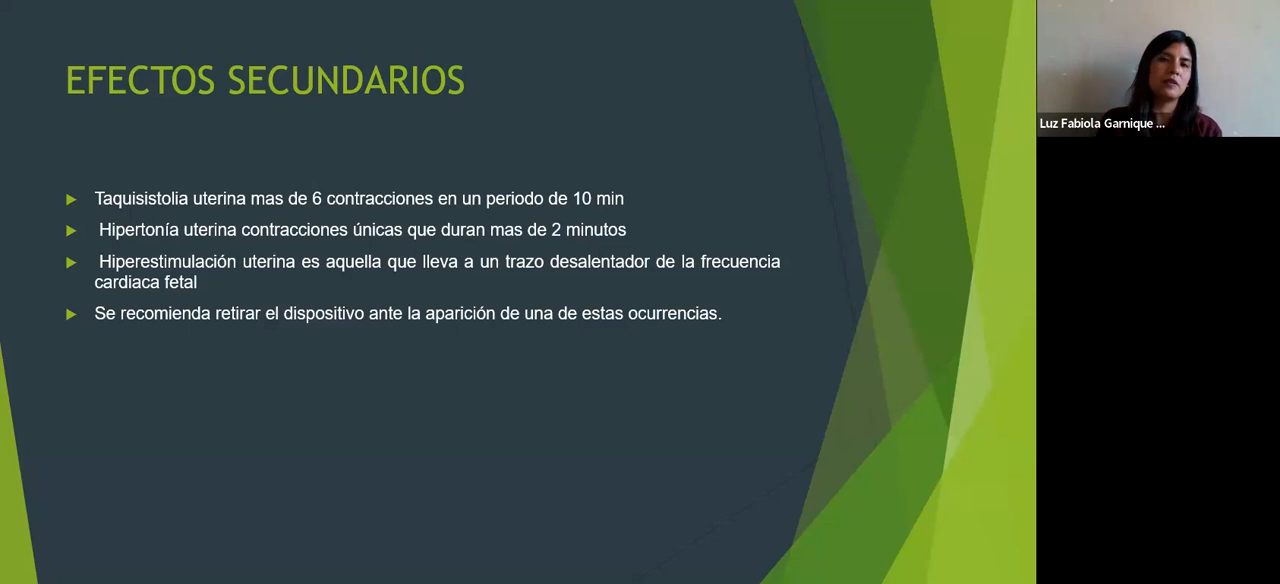 EFECTOS SECUNDARIOS
Taquisistolia uterina mas de 6 contracciones en un periodo de 10 min
Hipertonía uterina contracciones únicas que duran mas de 2 minutos
Hiperestimulación uterina es aquella que lleva a un trazo desalentador de la frecuencia
cardiaca fetal
Se recomienda retirar el dispositivo ante la aparición de una de estas ocurrencias.
Luz Fabiola Garnique ...